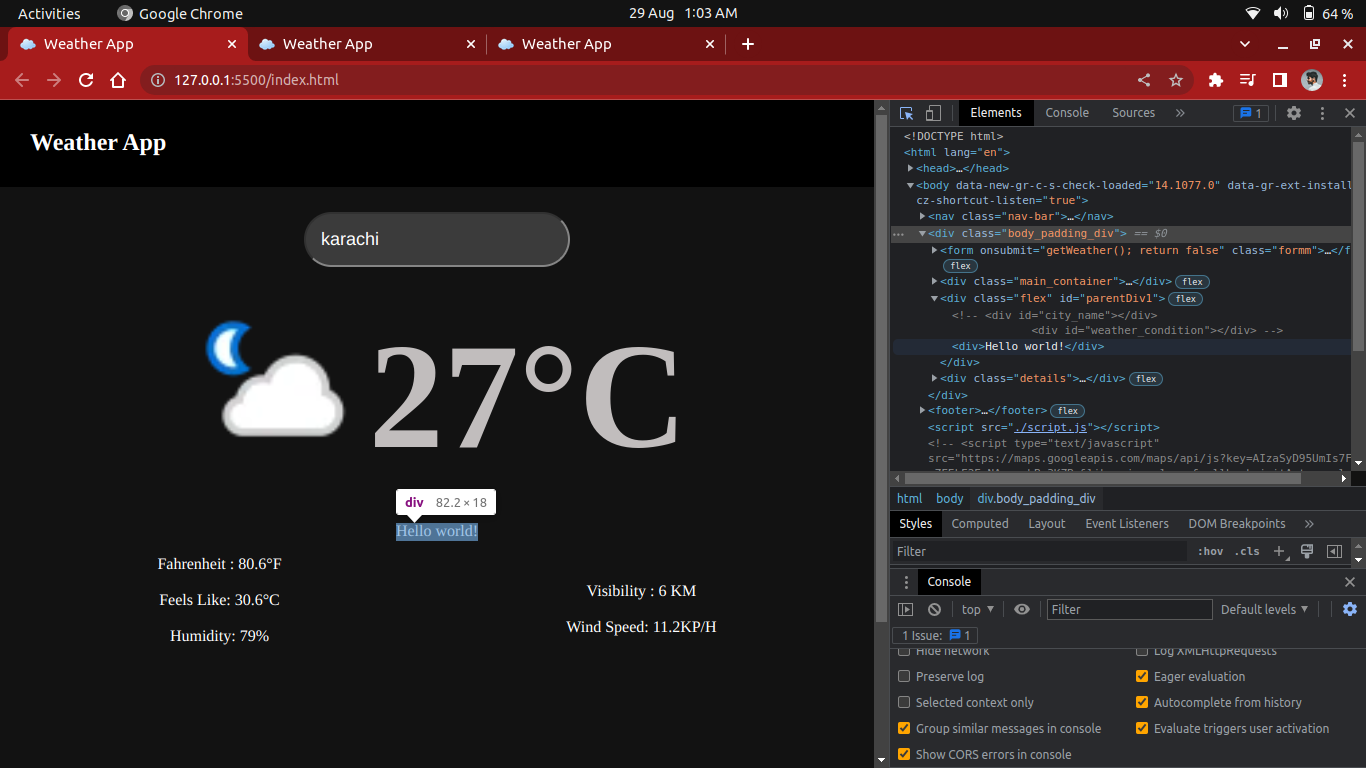 Activities
Google Chrome
29 Aug 1:03 AM
64 %
Weather App
Weather App
Weather App
127.0.0.1:5500/index.html
Weather App
karachi
27°C
div 82.2 × 18
Hello world!
Fahrenheit : 80.6°F
Feels Like: 30.6°C
Humidity: 79%
Visibility : 6 KM
Wind Speed: 11.2KP/H
Elements Console Sources » 1
<!DOCTYPE html>
<html lang="en">
<head>…</head>
<body data-new-gr-c-s-check-loaded="14.1077.0" data-gr-ext-install
cz-shortcut-listen="true">
<nav class="nav-bar">…</nav>
<div class="body_padding_div"> == $0
<form onsubmit="getWeather(); return false" class="formm">…</f
flex
<div class="main_container">…</div> flex
<div class="flex" id="parentDiv1"> flex
<!-- <div id="city_name"></div>
<div id="weather_condition"></div> -->
<div>Hello world!</div>
</div>
<div class="details">…</div> flex
</div>
<footer>…</footer> flex
<script src="./script.js"></script>
<!-- <script type="text/javascript"
src="https://maps.googleapis.com/maps/api/js?key=AIzaSyD95UmIs7F
html body div.body_padding_div
Styles Computed Layout Event Listeners DOM Breakpoints »
Filter :hov .cls
Console
top Filter Default levels
1 Issue: 1
Hide network Log XMLHttpRequests
Preserve log Eager evaluation
Selected context only Autocomplete from history
Group similar messages in console Evaluate triggers user activation
Show CORS errors in console